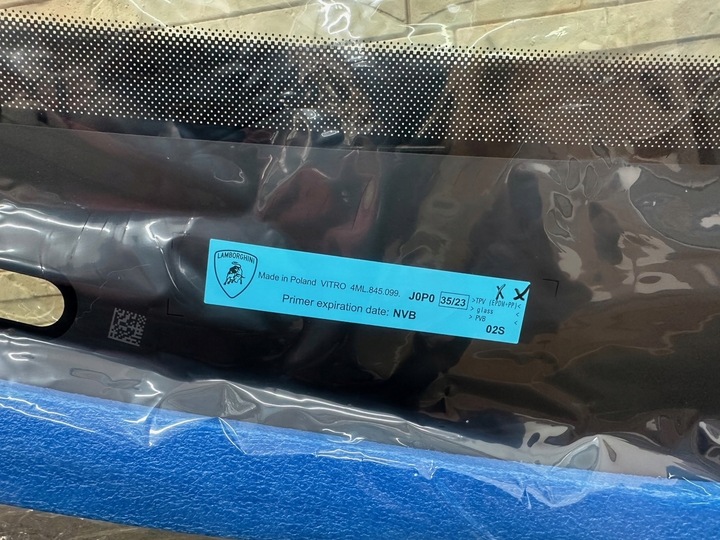 LAMBORGHINI
Made in Poland VITRO 4ML.845.099. J0P0 35/23
>TPV [EPDM+PP]<
> glass <
> PVB <
Primer expiration date: NVB
02S